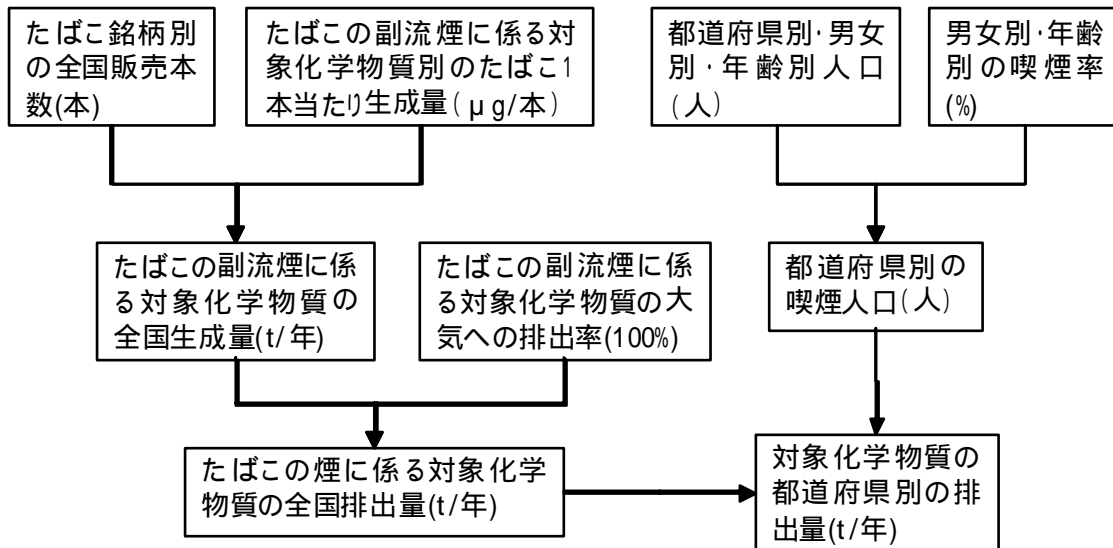 たばこ銘柄別
の全国販売本
数(本)
たばこの副流煙に係る対
象化学物質別のたばこ1
本当たり生成量(μg/本)
都道府県別・男女
別・年齢別人口
(人)
男女別・年齢
別の喫煙率
(%)
たばこの副流煙に係
る対象化学物質の
全国生成量(t/年)
たばこの副流煙に係
る対象化学物質の大
気への排出率(100%)
都道府県別の
喫煙人口(人)
たばこの煙に係る対象化学
物質の全国排出量(t/年)
対象化学物質の
都道府県別の排
出量(t/年)